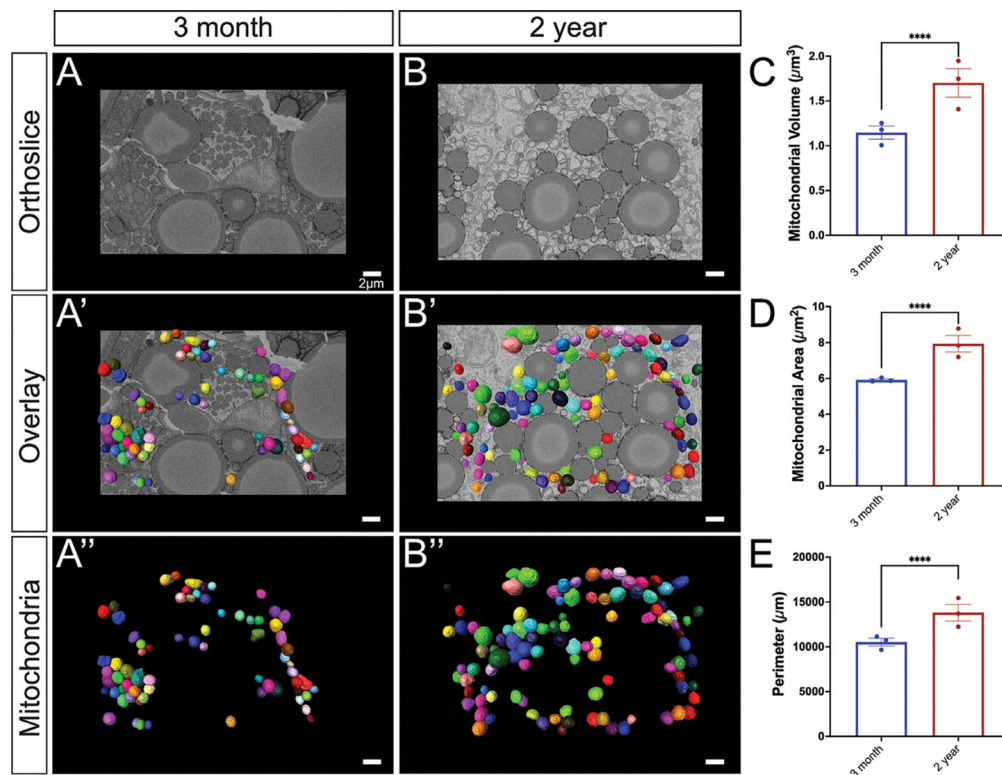 3 month
2 year
Orthoslice
A
B
2μm
Overlay
A'
B'
Mitochondria
A''
B''
C
Mitochondrial Volume (μm³)
2.0
1.5
1.0
0.5
0.0
****
3 month
2 year
D
Mitochondrial Area (μm²)
8
6
4
2
0
****
3 month
2 year
E
Perimeter (μm)
20000
15000
10000
5000
0
****
3 month
2 year